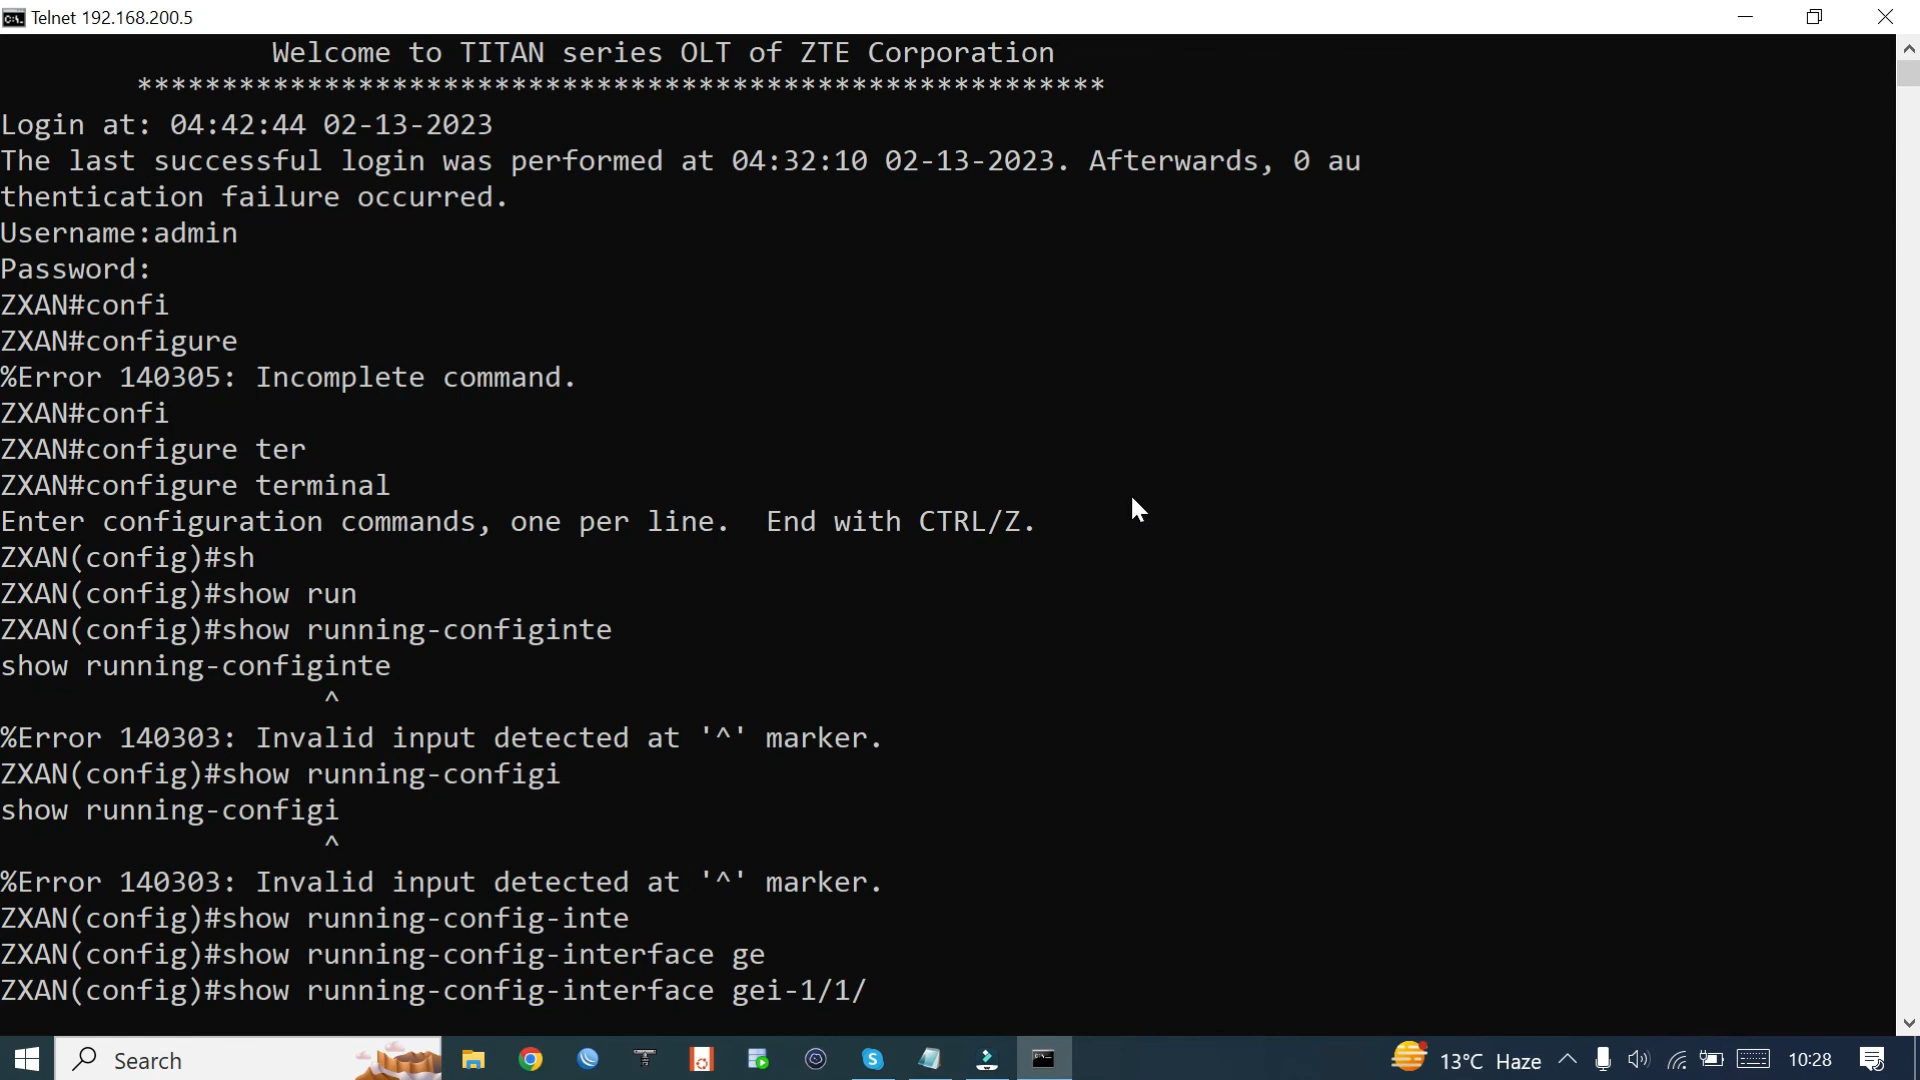 Telnet 192.168.200.5
Welcome to TITAN series OLT of ZTE Corporation
*********************************************************
Login at: 04:42:44 02-13-2023
The last successful login was performed at 04:32:10 02-13-2023. Afterwards, 0 au
thentication failure occurred.
Username:admin
Password:
ZXAN#confi
ZXAN#configure
%Error 140305: Incomplete command.
ZXAN#confi
ZXAN#configure ter
ZXAN#configure terminal
Enter configuration commands, one per line.  End with CTRL/Z.
ZXAN(config)#sh
ZXAN(config)#show run
ZXAN(config)#show running-configinte
show running-configinte
^
%Error 140303: Invalid input detected at '^' marker.
ZXAN(config)#show running-configi
show running-configi
^
%Error 140303: Invalid input detected at '^' marker.
ZXAN(config)#show running-config-inte
ZXAN(config)#show running-config-interface ge
ZXAN(config)#show running-config-interface gei-1/1/
Search
13°C Haze
10:28